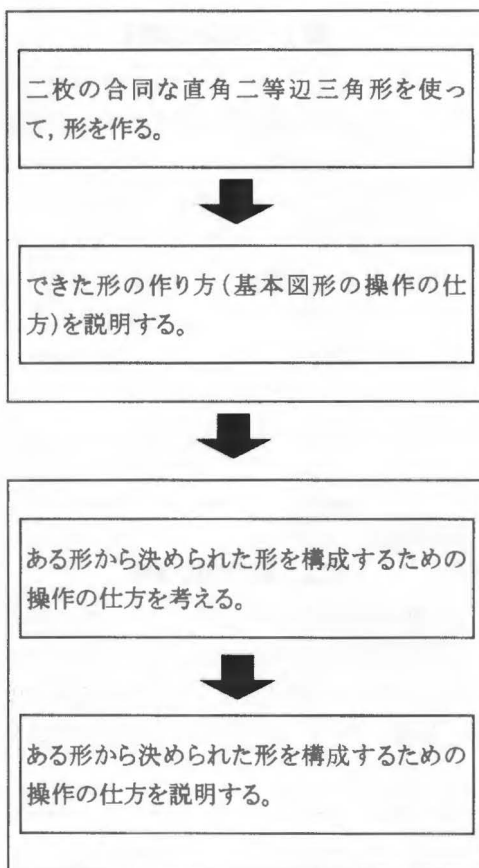 二枚の合同な直角二等辺三角形を使っ
て，形を作る。
できた形の作り方（基本図形の操作の仕
方）を説明する。
ある形から決められた形を構成するための
操作の仕方を考える。
ある形から決められた形を構成するための
操作の仕方を説明する。